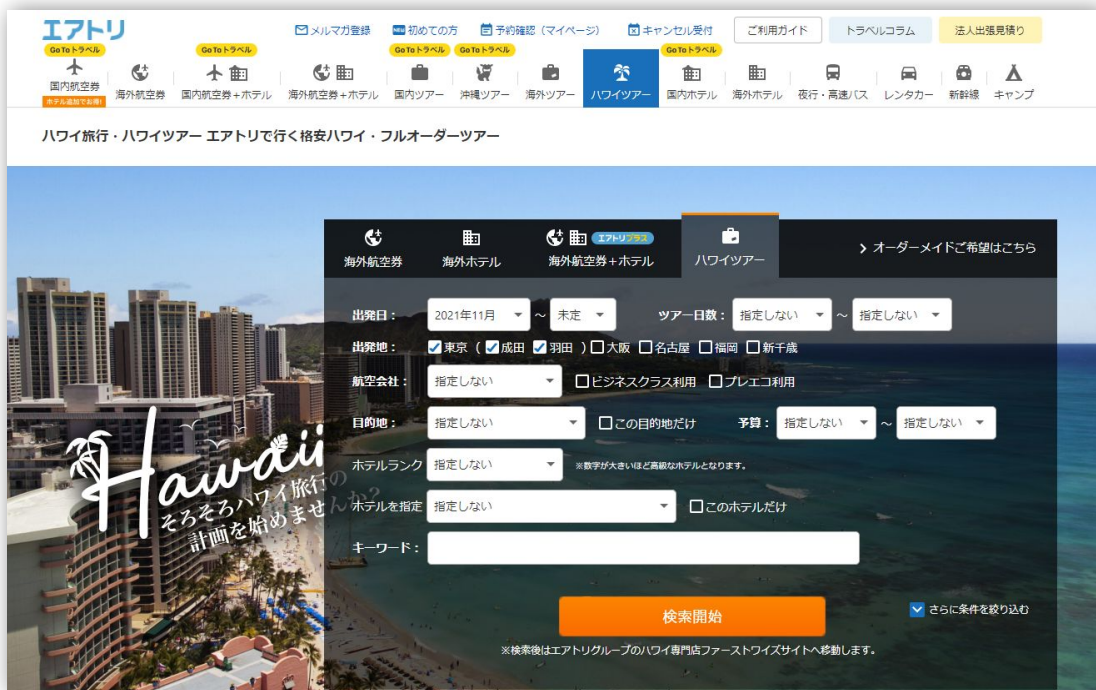 エアトリ
メルマガ登録 NEW 初めての方 予約確認(マイページ) キャンセル受付 ご利用ガイド トラベルコラム 法人出張見積り
Go To トラベル Go To トラベル Go To トラベル Go To トラベル Go To トラベル
国内航空券 海外航空券 国内航空券+ホテル 海外航空券+ホテル 国内ツアー 沖縄ツアー 海外ツアー ハワイツアー 国内ホテル 海外ホテル 夜行・高速バス レンタカー 新幹線 キャンプ
ホテル追加でお得!
ハワイ旅行・ハワイツアー エアトリで行く格安ハワイ・フルオーダーツアー
エアトリプラス
海外航空券 海外ホテル 海外航空券+ホテル ハワイツアー > オーダーメイドご希望はこちら
出発日: 2021年11月 ~ 未定 ツアー日数: 指定しない ~ 指定しない
出発地: 東京 ( 成田 羽田 ) 大阪 名古屋 福岡 新千歳
航空会社: 指定しない ビジネスクラス利用 プレエコ利用
目的地: 指定しない この目的地だけ 予算: 指定しない ~ 指定しない
ホテルランク 指定しない ※数字が大きいほど高級なホテルとなります。
ホテルを指定 指定しない このホテルだけ
キーワード:
Hawaii
そろそろハワイ旅行の
計画を始めませんか?
検索開始
さらに条件を絞り込む
※検索後はエアトリグループのハワイ専門店ファーストワイズサイトへ移動します。